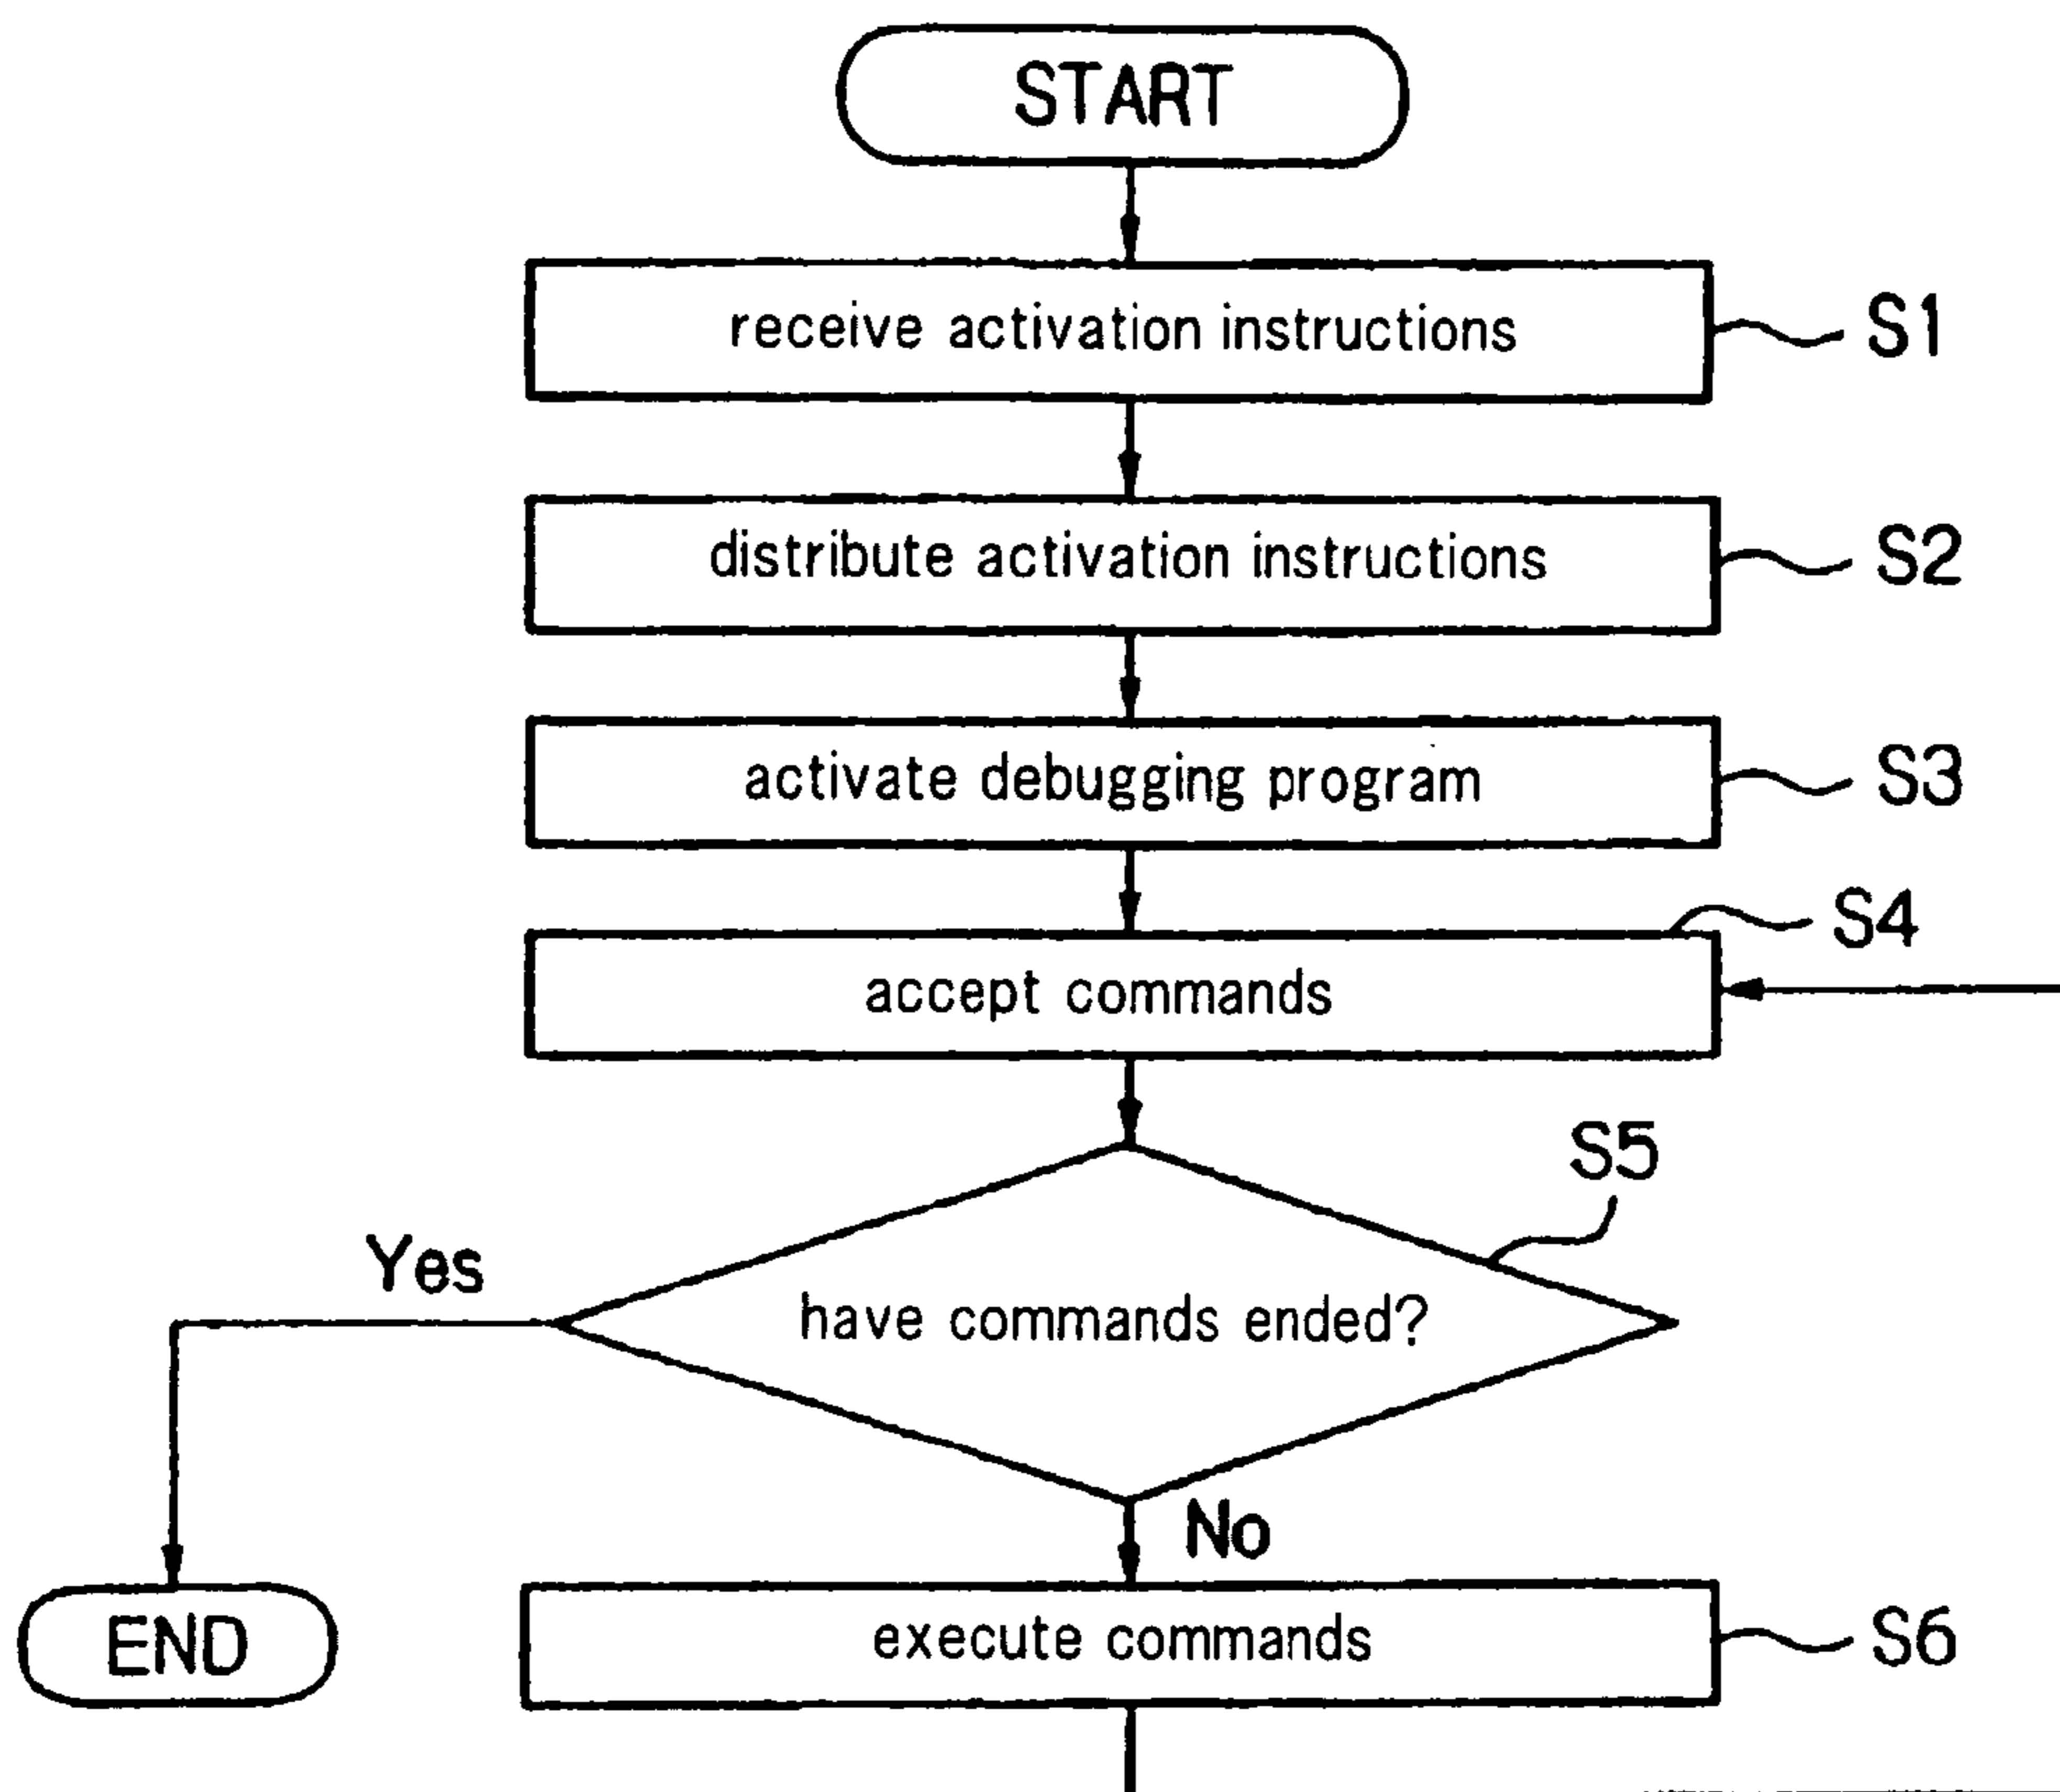 START
receive activation instructions
S1
distribute activation instructions
S2
activate debugging program
S3
S4
accept commands
S5
Yes
have commands ended?
No
END
execute commands
S6